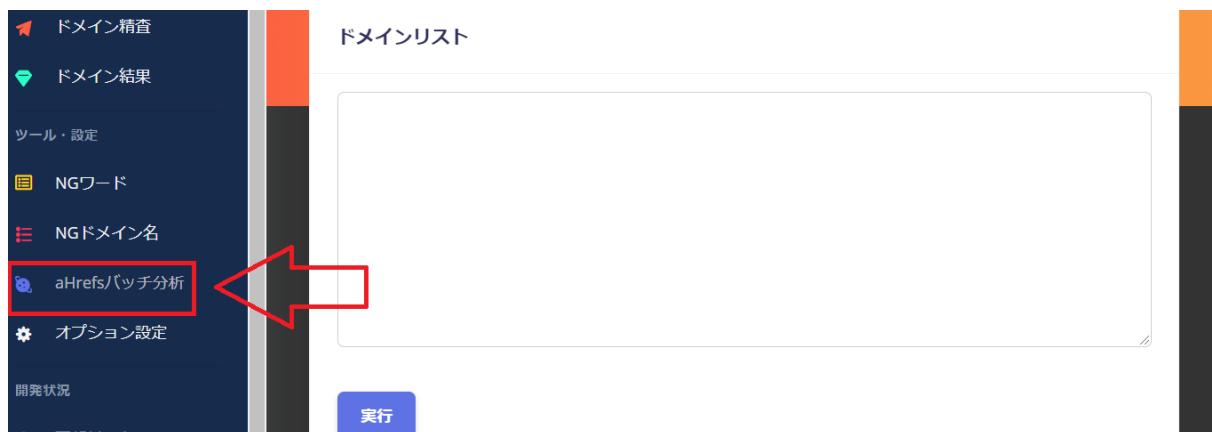 ドメイン精査
ドメイン結果
ツール・設定
NGワード
NGドメイン名
aHrefsバッチ分析
オプション設定
開発状況
ドメインリスト
実行